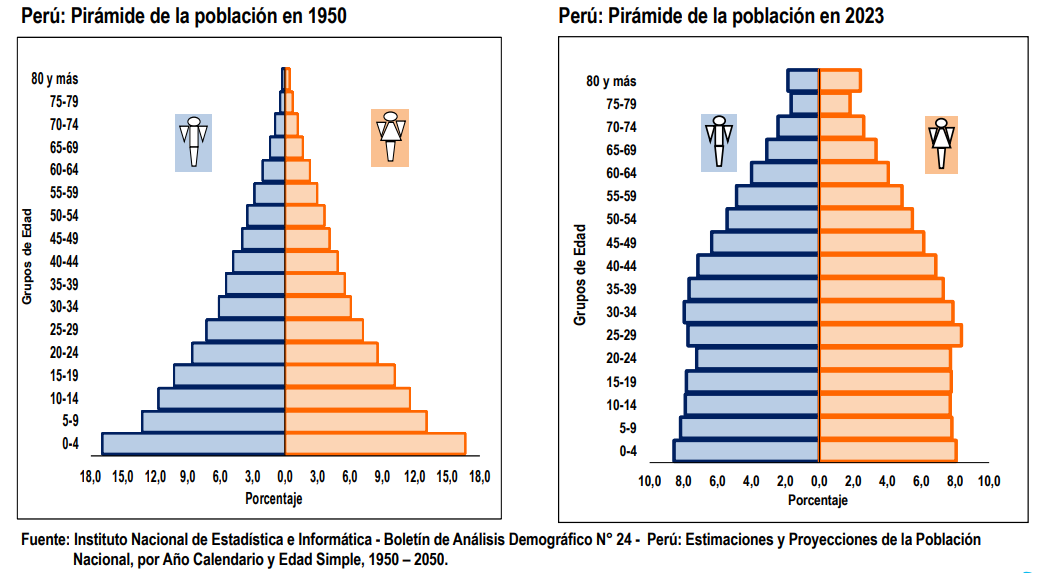 Perú: Pirámide de la población en 1950
80 y más
75-79
70-74
65-69
60-64
55-59
50-54
45-49
40-44
35-39
30-34
25-29
20-24
15-19
10-14
5-9
0-4
Grupos de Edad
18,0 15,0 12,0 9,0 6,0 3,0 0,0 3,0 6,0 9,0 12,0 15,0 18,0
Porcentaje
Perú: Pirámide de la población en 2023
80 y más
75-79
70-74
65-69
60-64
55-59
50-54
45-49
40-44
35-39
30-34
25-29
20-24
15-19
10-14
5-9
0-4
Grupos de Edad
10,0 8,0 6,0 4,0 2,0 0,0 2,0 4,0 6,0 8,0 10,0
Porcentaje
Fuente: Instituto Nacional de Estadística e Informática - Boletín de Análisis Demográfico N° 24 - Perú: Estimaciones y Proyecciones de la Población
Nacional, por Año Calendario y Edad Simple, 1950 – 2050.